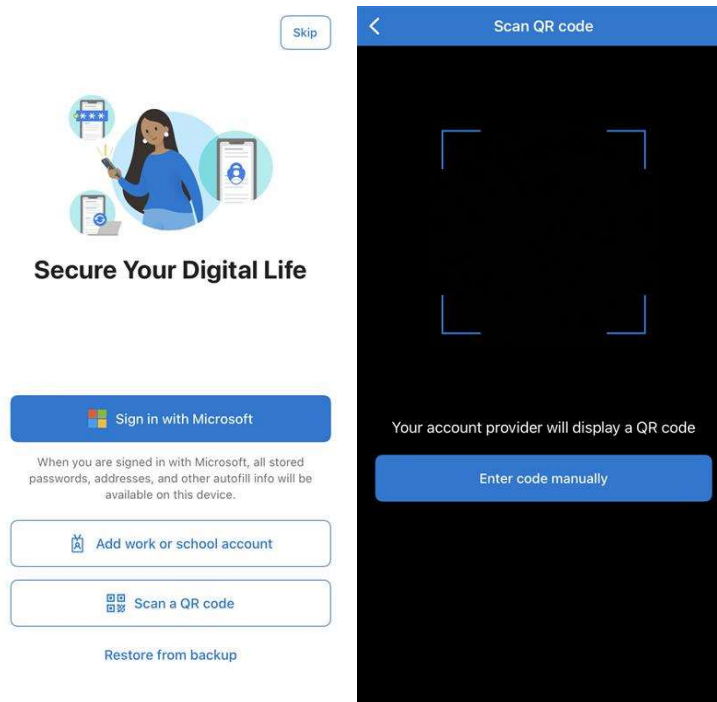 Skip
Secure Your Digital Life
Sign in with Microsoft
When you are signed in with Microsoft, all stored
passwords, addresses, and other autofill info will be
available on this device.
Add work or school account
Scan a QR code
Restore from backup
Scan QR code
Your account provider will display a QR code
Enter code manually